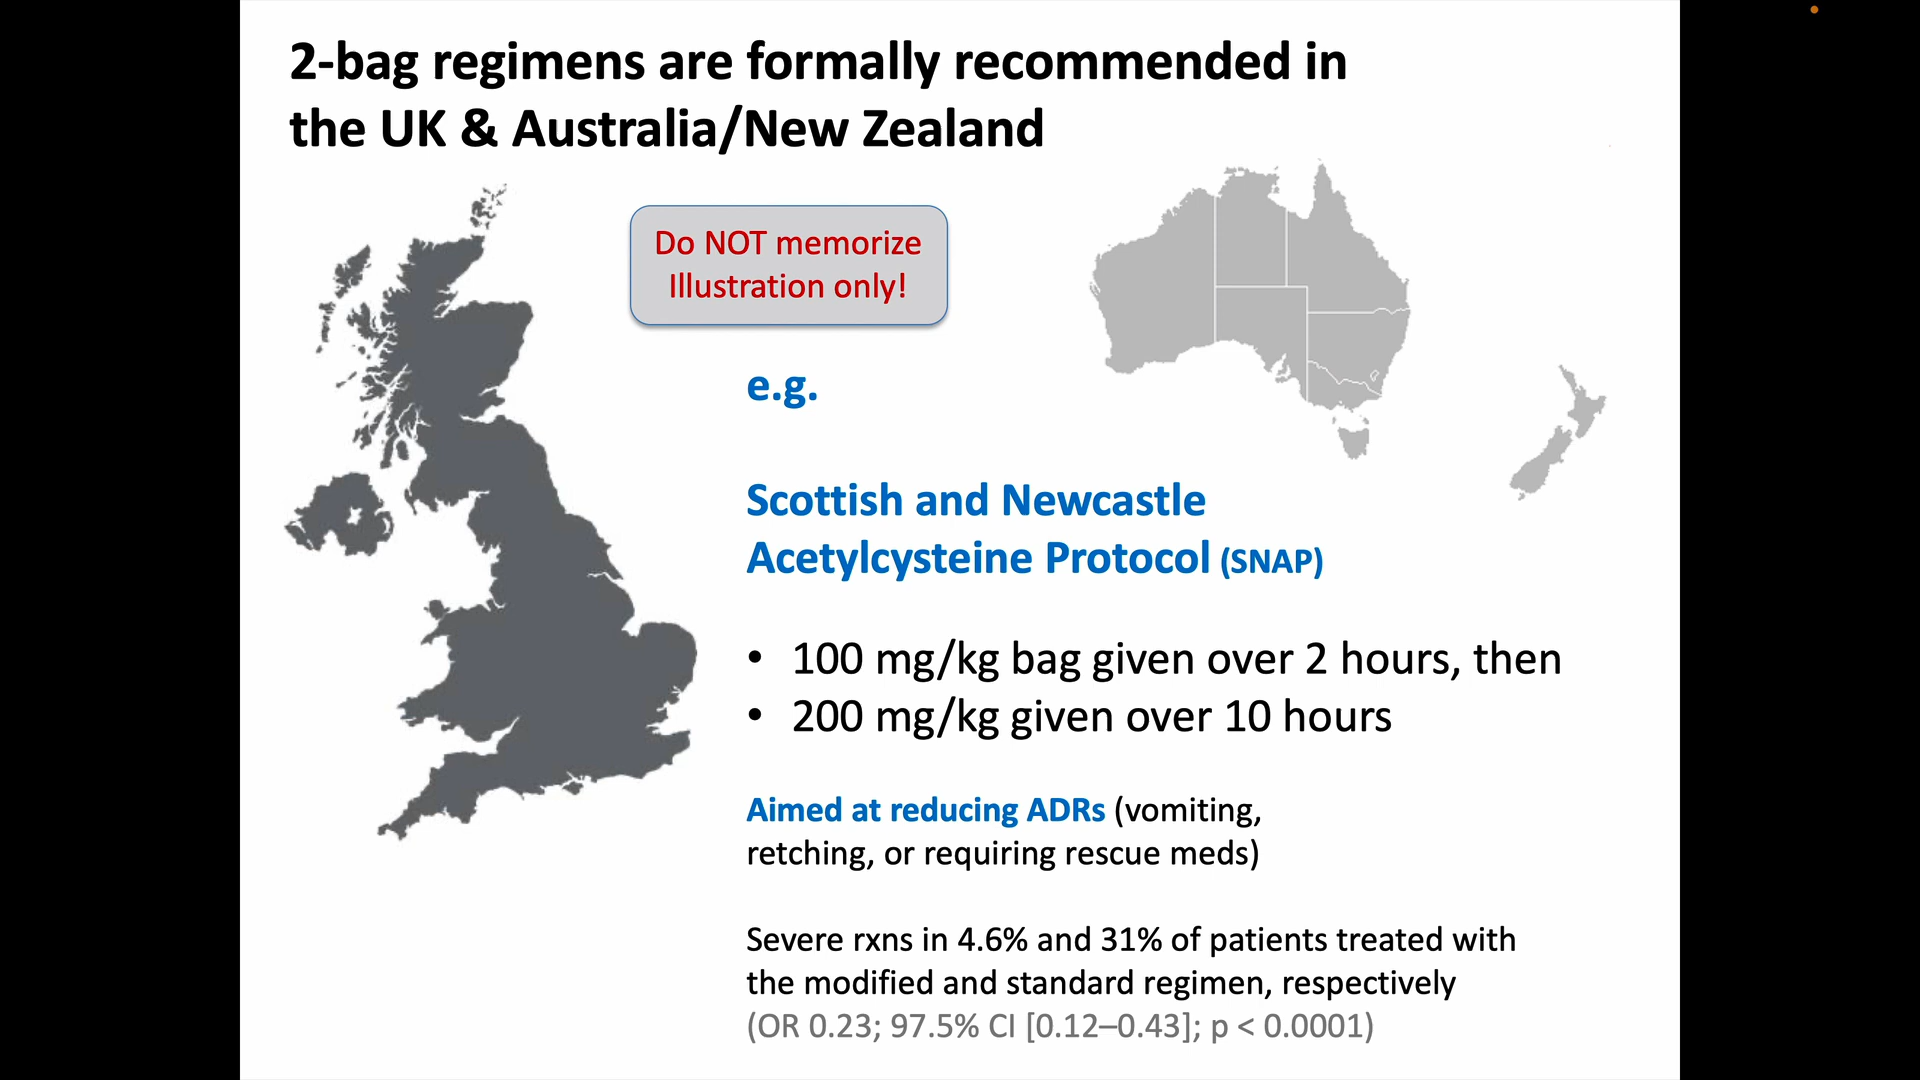 2-bag regimens are formally recommended in
the UK & Australia/New Zealand
Do NOT memorize
Illustration only!
e.g.
Scottish and Newcastle
Acetylcysteine Protocol (SNAP)
• 100 mg/kg bag given over 2 hours, then
• 200 mg/kg given over 10 hours
Aimed at reducing ADRs (vomiting,
retching, or requiring rescue meds)
Severe rxns in 4.6% and 31% of patients treated with
the modified and standard regimen, respectively
(OR 0.23; 97.5% CI [0.12–0.43]; p < 0.0001)